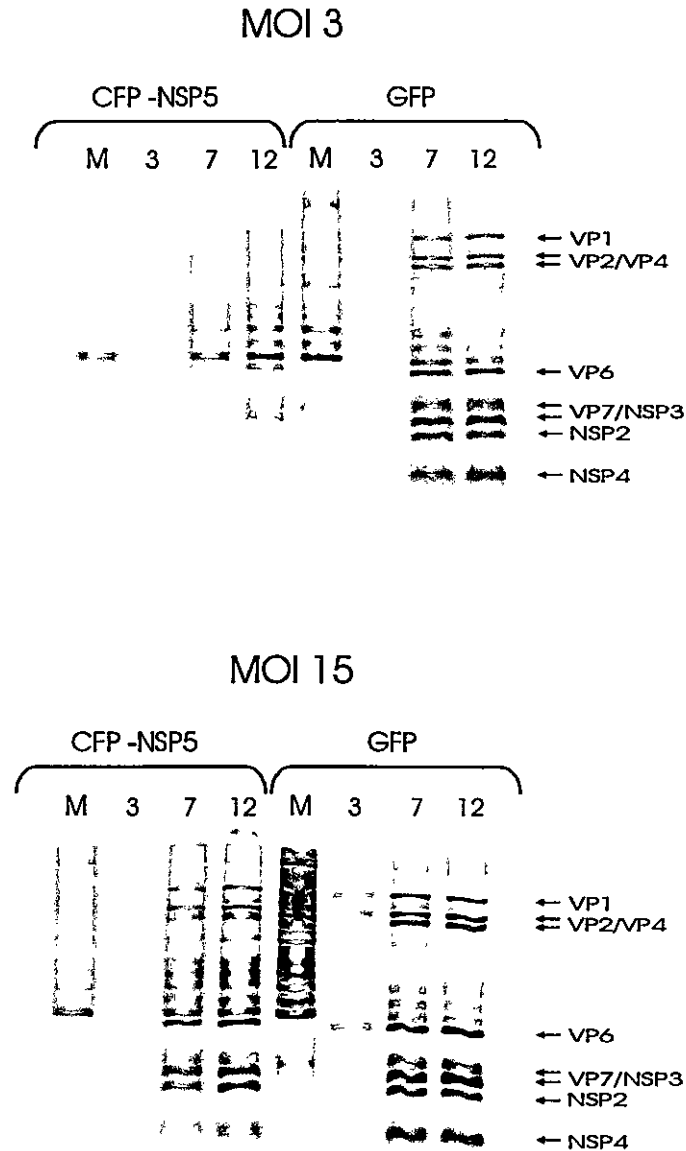 MOI 3
CFP -NSP5 GFP
M 3 7 12 M 3 7 12
VP1
VP2/VP4
VP6
VP7/NSP3
NSP2
NSP4
MOI 15
CFP -NSP5 GFP
M 3 7 12 M 3 7 12
VP1
VP2/VP4
VP6
VP7/NSP3
NSP2
NSP4